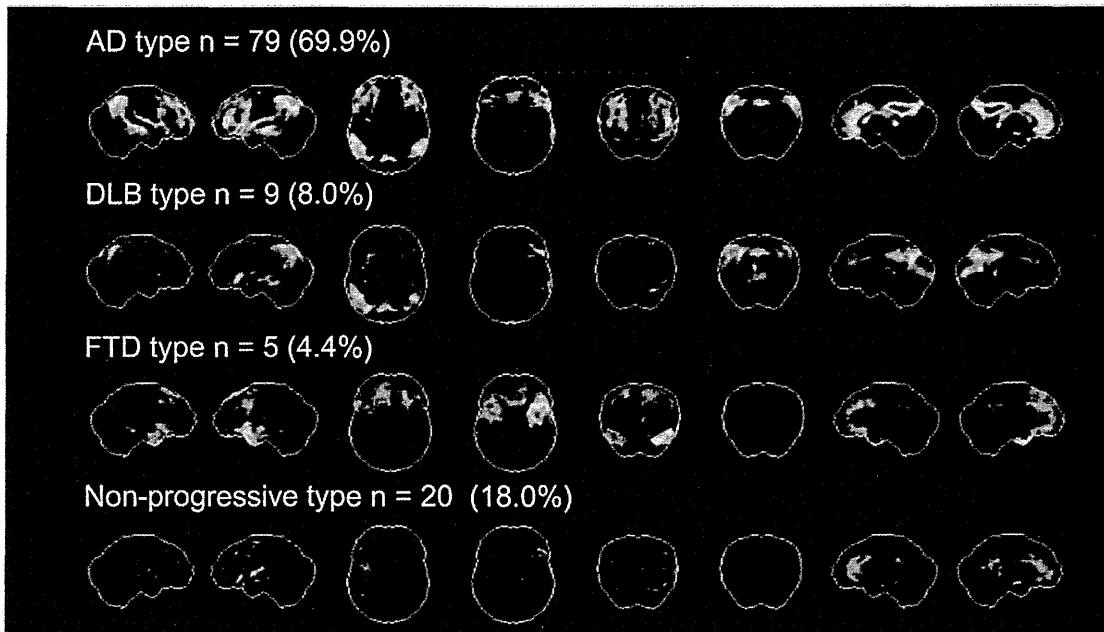 AD type n = 79 (69.9%)
DLB type n = 9 (8.0%)
FTD type n = 5 (4.4%)
Non-progressive type n = 20 (18.0%)